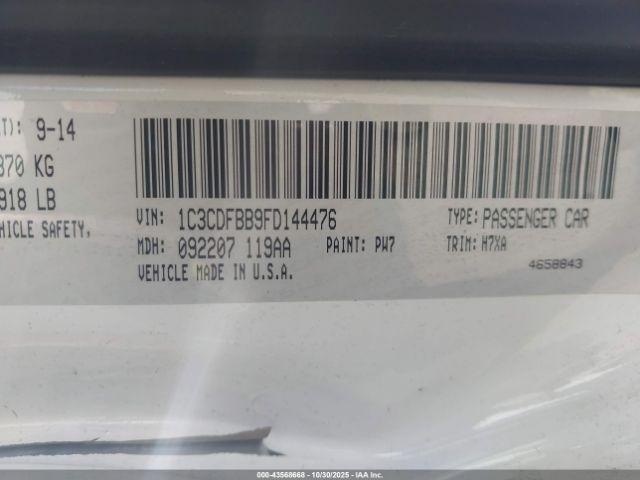 T): 9-14
870 KG
918 LB
HICLE SAFETY,
VIN: 1C3CDFBB9FD144476 TYPE: PASSENGER CAR
MDH: 092207 119AA PAINT: PW7 TRIM: H7XA
VEHICLE MADE IN U.S.A. 4658843
000-43568668 - 10/30/2025 - IAA Inc.